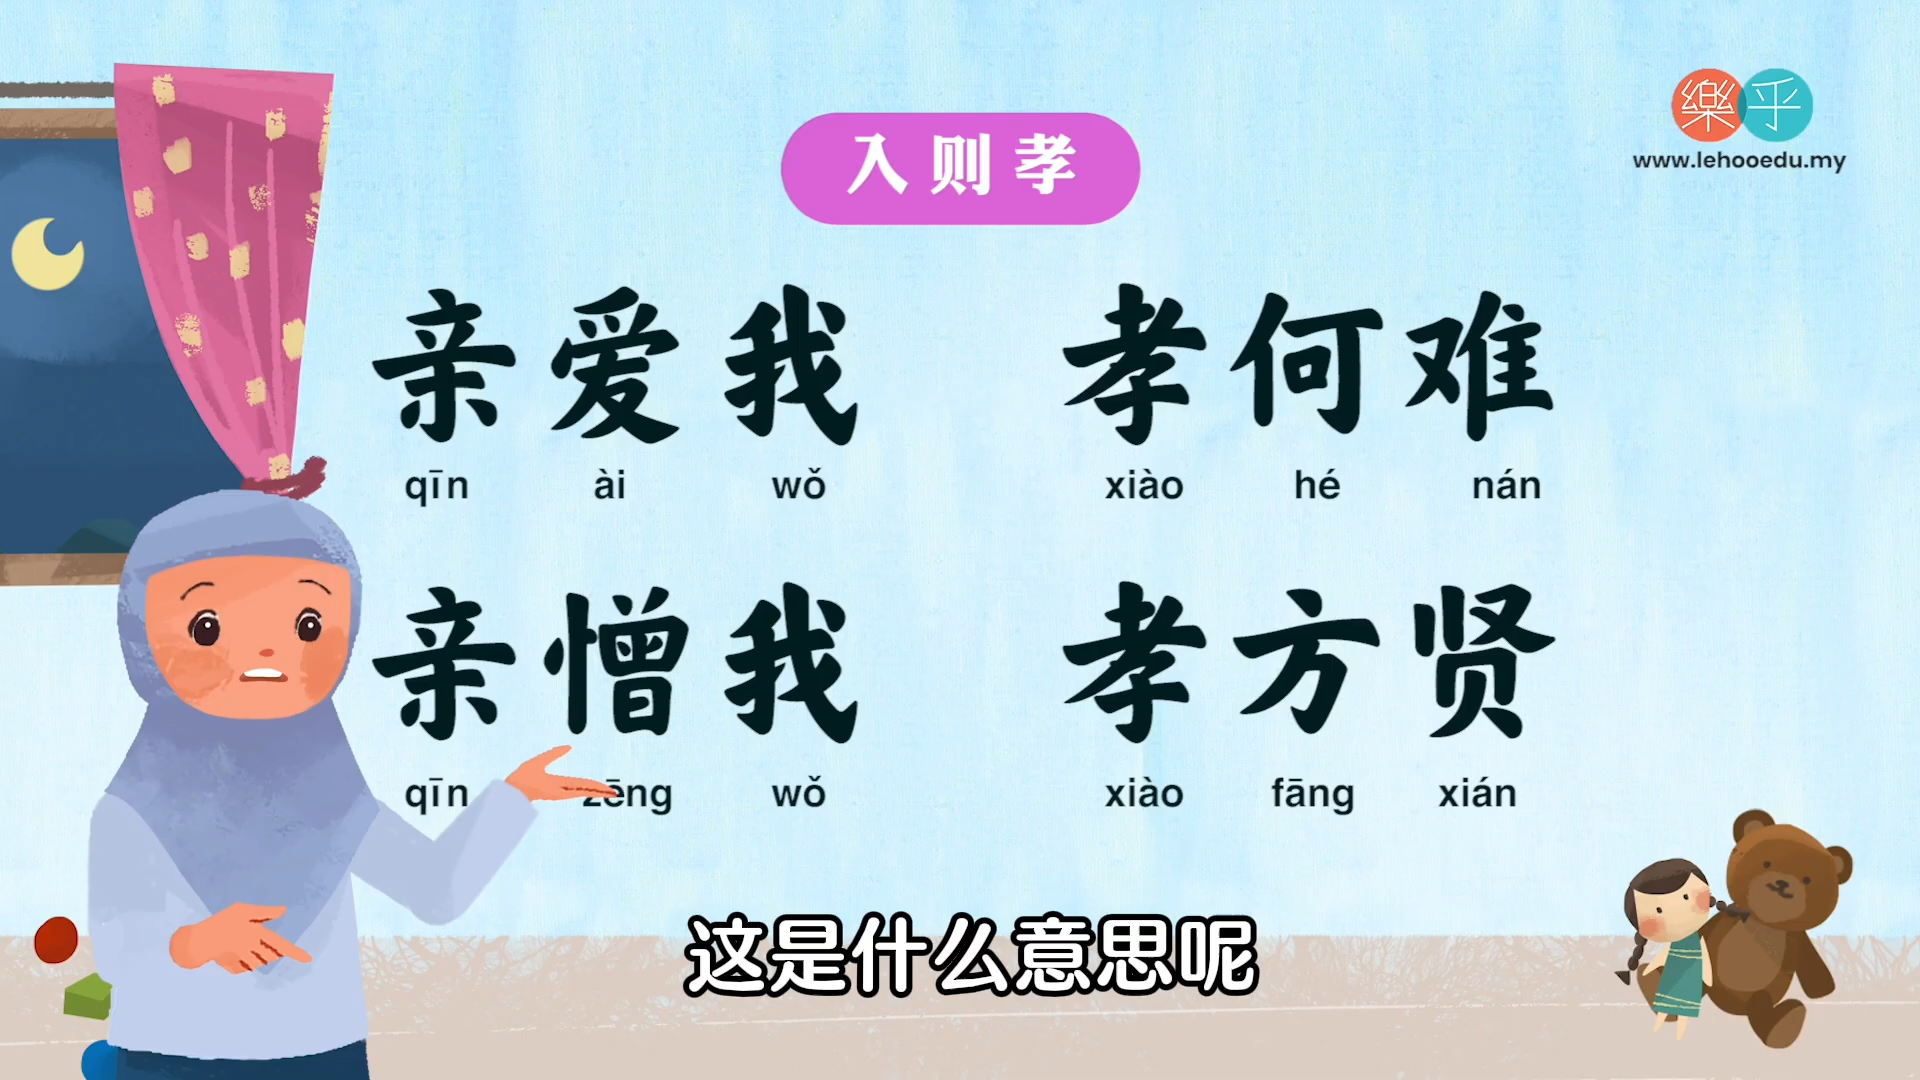 樂乎
www.lehooedu.my
入则孝
亲爱我 孝何难
qīn ài wǒ xiào hé nán
亲憎我 孝方贤
qīn zēng wǒ xiào fāng xián
这是什么意思呢